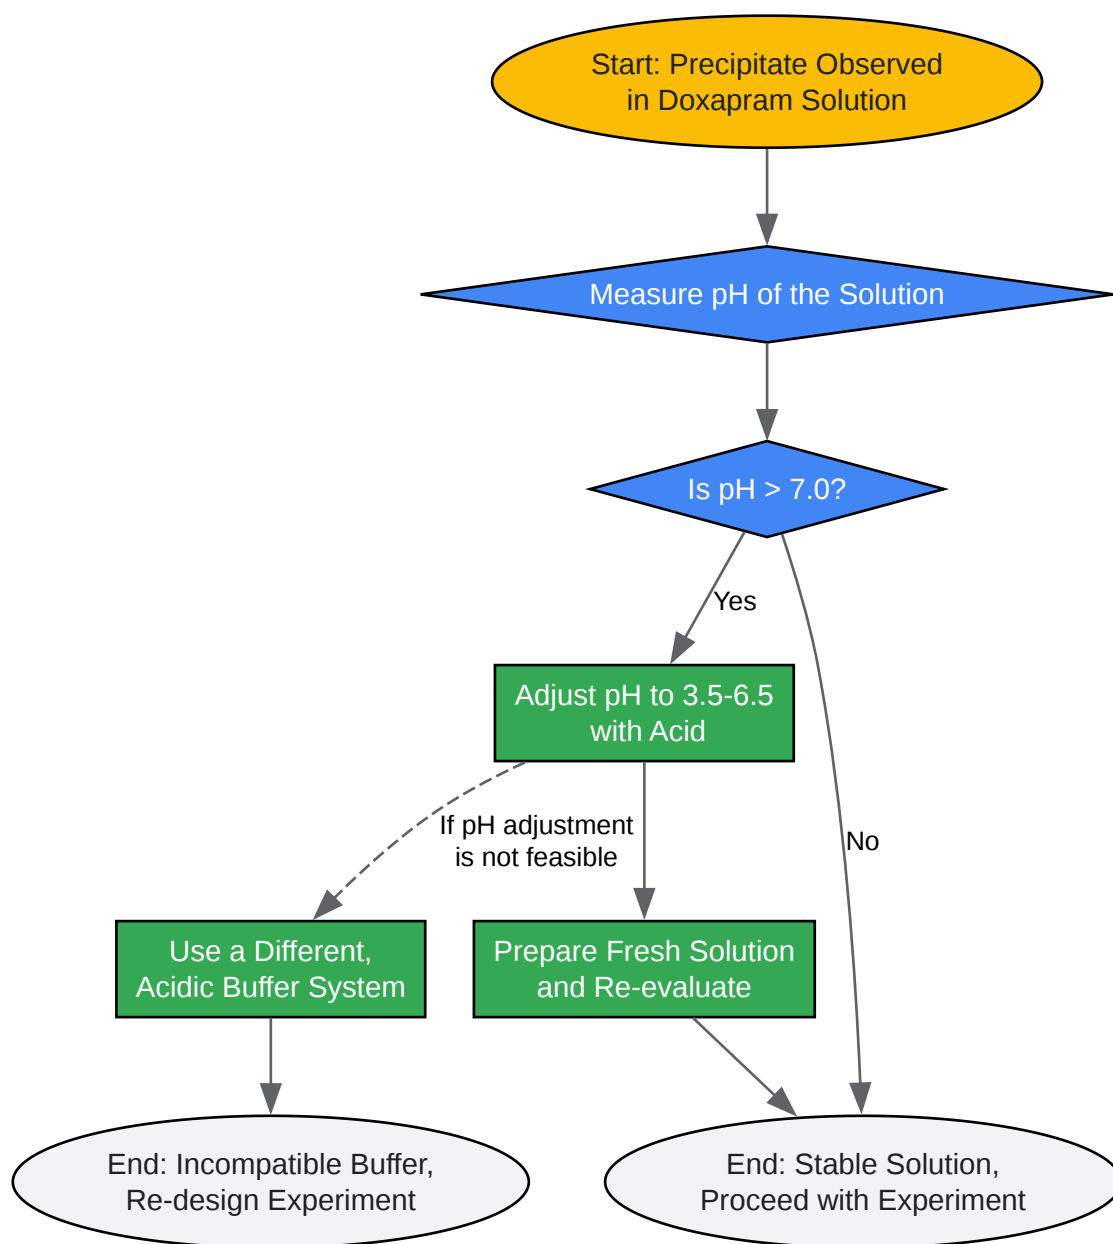 Start: Precipitate Observed
in Doxapram Solution
Measure pH of the Solution
Is pH > 7.0?
Yes
Adjust pH to 3.5-6.5
with Acid
If pH adjustment
is not feasible
No
Use a Different,
Acidic Buffer System
Prepare Fresh Solution
and Re-evaluate
End: Incompatible Buffer,
Re-design Experiment
End: Stable Solution,
Proceed with Experiment